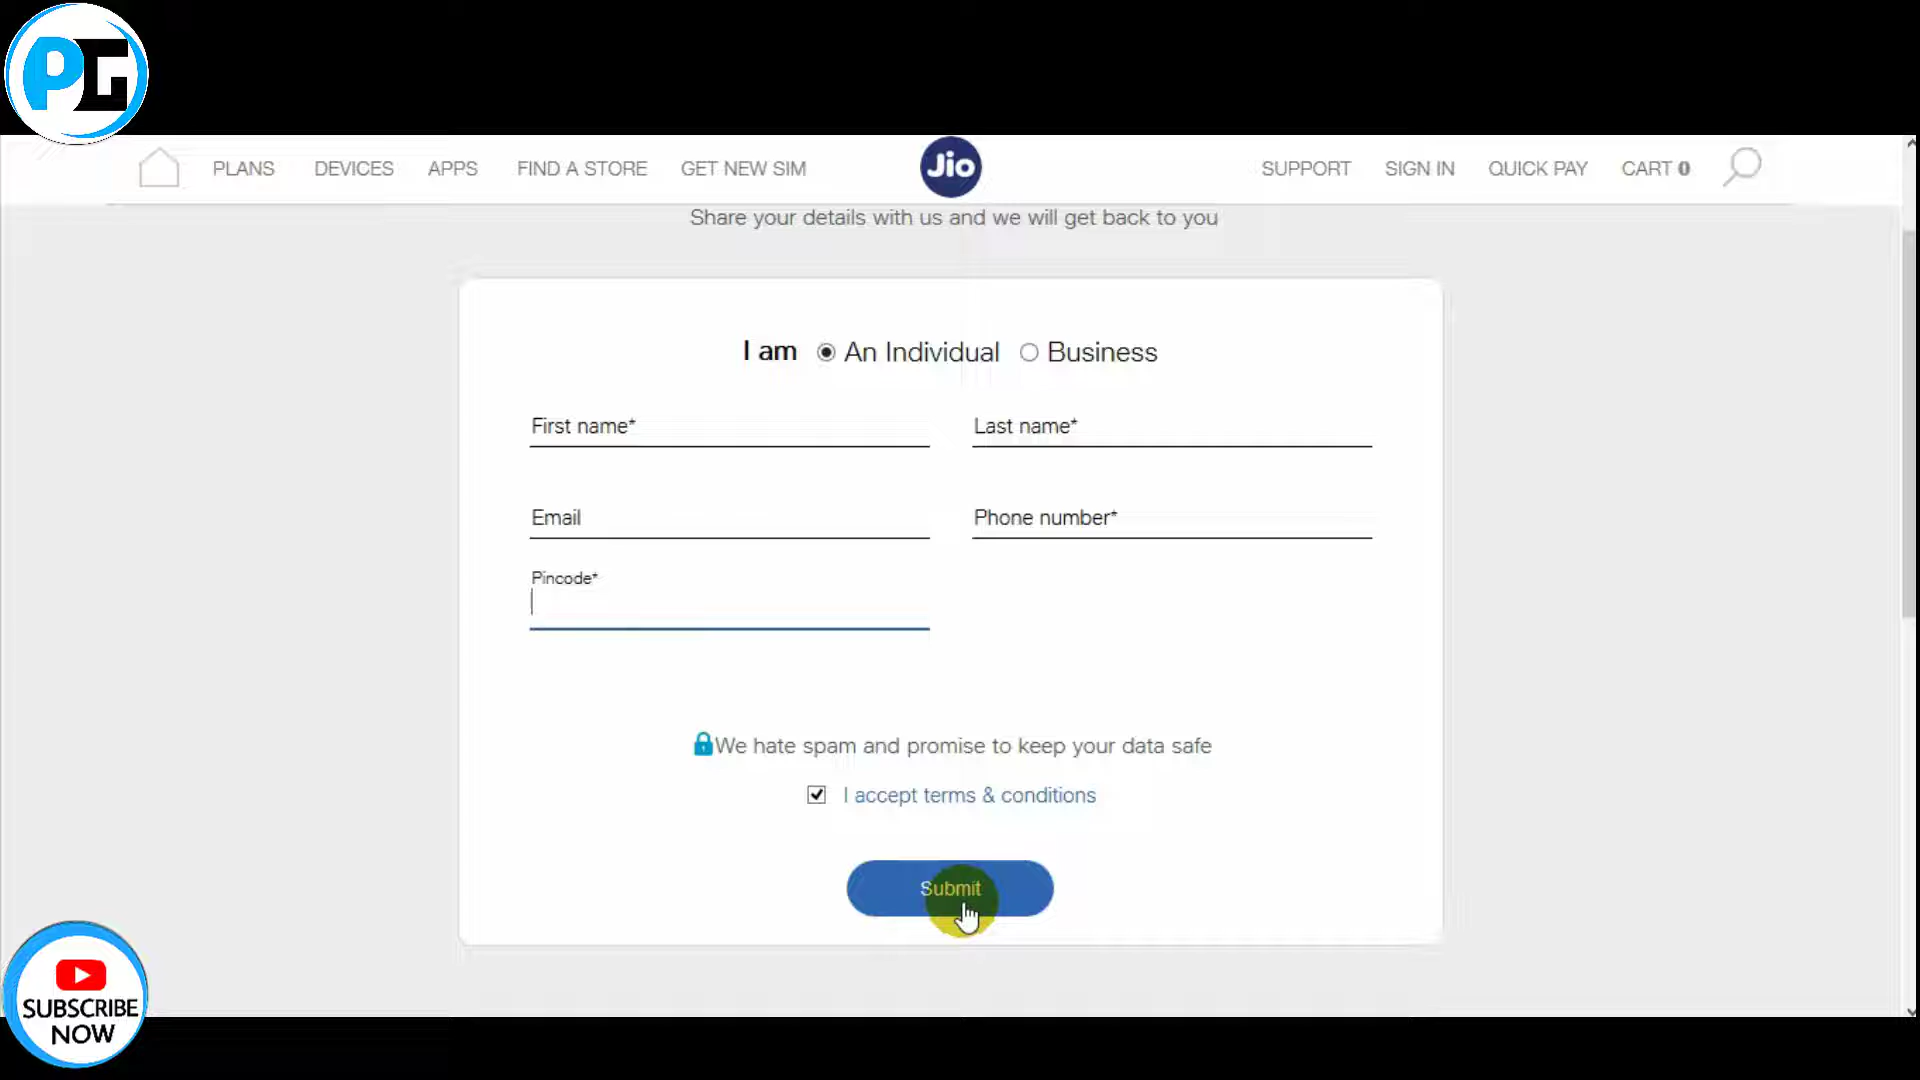 PG
PLANS DEVICES APPS FIND A STORE GET NEW SIM Jio SUPPORT SIGN IN QUICK PAY CART 0
Share your details with us and we will get back to you
I am An Individual Business
First name* Last name*
Email Phone number*
Pincode*
We hate spam and promise to keep your data safe
I accept terms & conditions
Submit
SUBSCRIBE
NOW